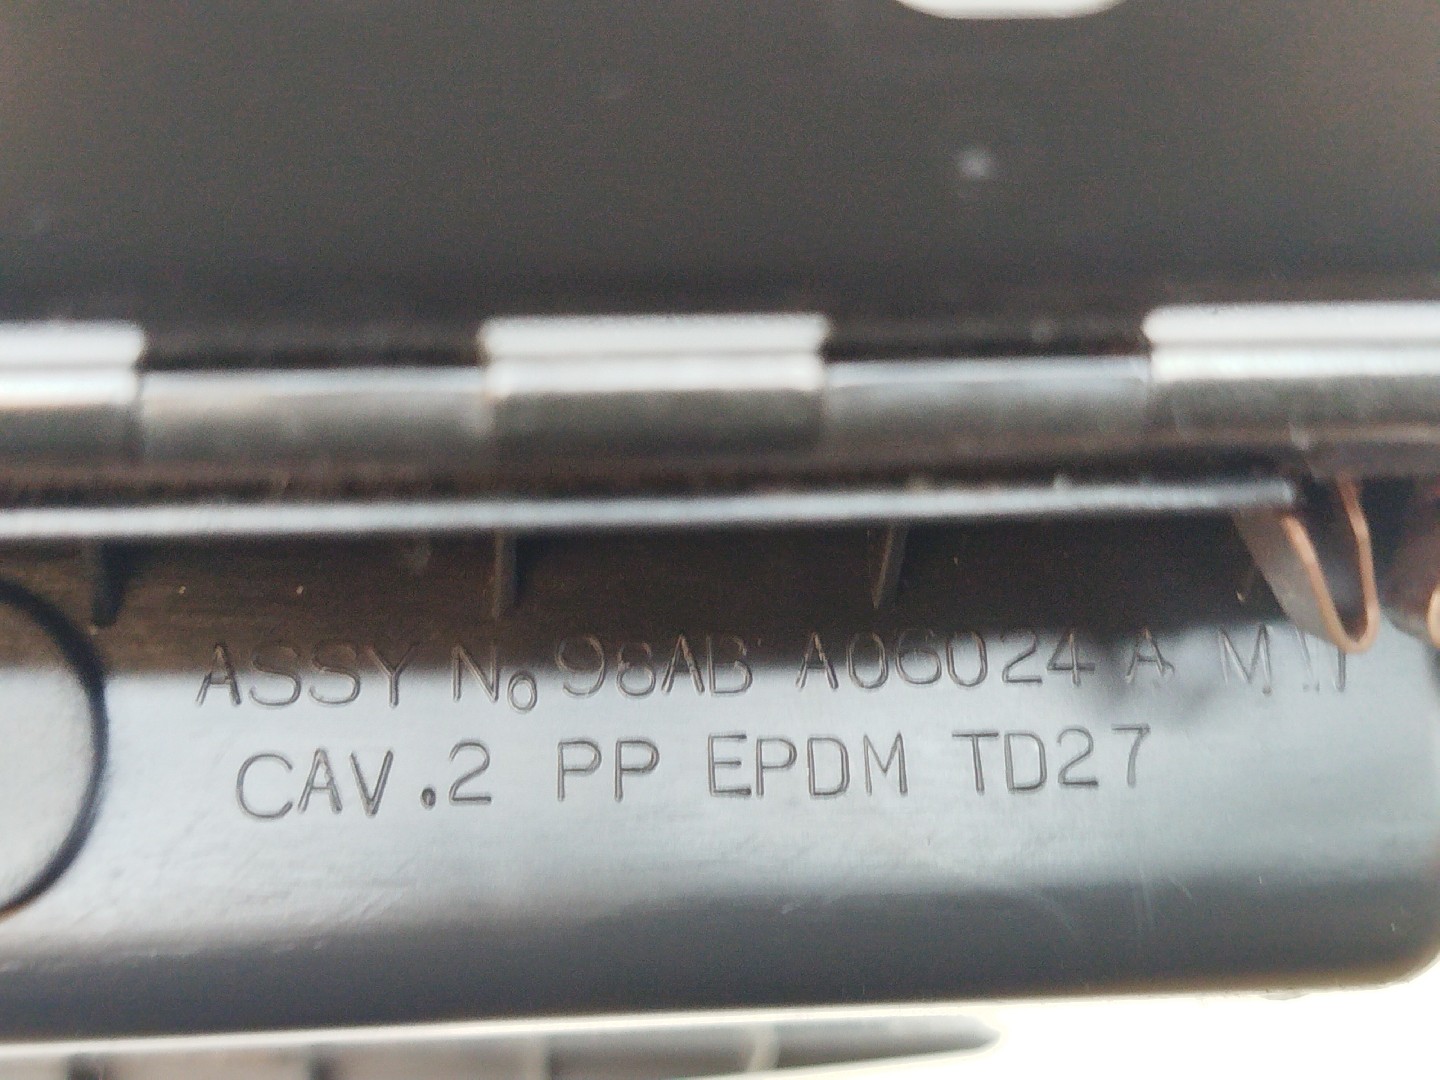 ASSY No 98AB A06024 A
CAV.2 PP EPDM TD27